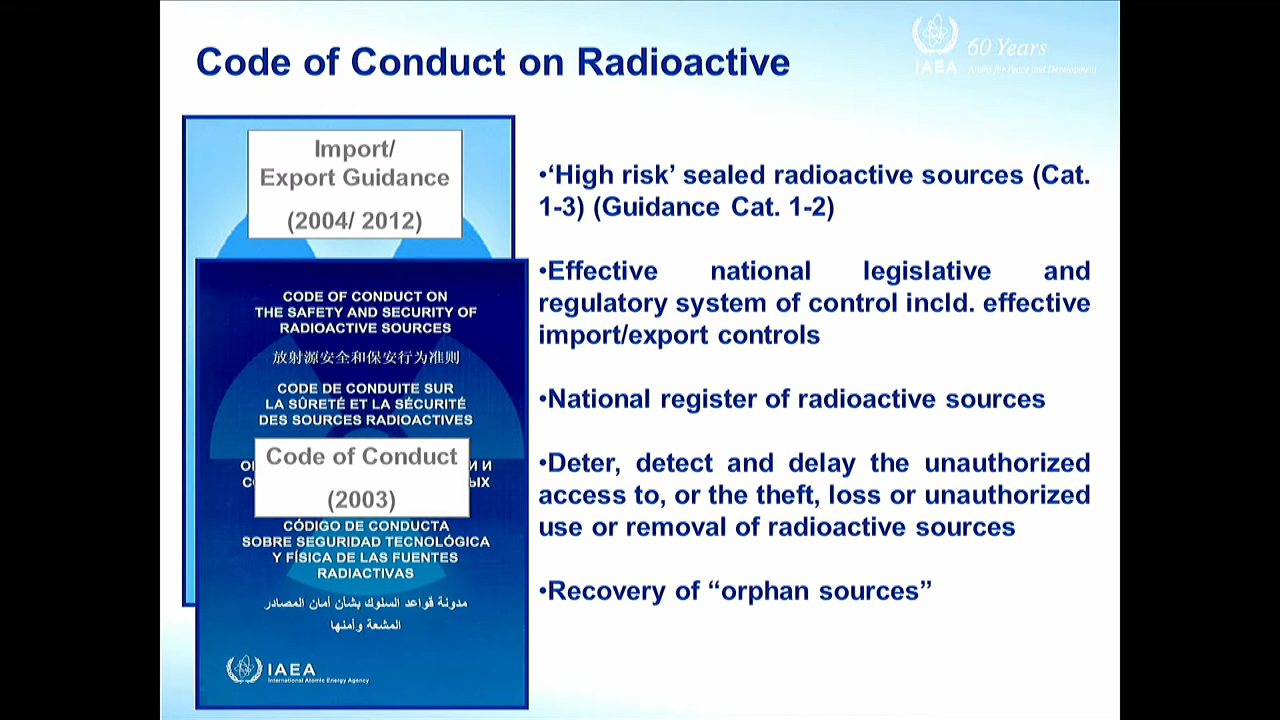 Code of Conduct on Radioactive
60 Years
IAEA
Atoms for Peace and Development
Import/
Export Guidance
(2004/ 2012)
CODE OF CONDUCT ON
THE SAFETY AND SECURITY OF
RADIOACTIVE SOURCES
放射源安全和保安行为准则
CODE DE CONDUITE SUR
LA SÛRETÉ ET LA SÉCURITÉ
DES SOURCES RADIOACTIVES
Code of Conduct
(2003)
CÓDIGO DE CONDUCTA
SOBRE SEGURIDAD TECNOLÓGICA
Y FÍSICA DE LAS FUENTES
RADIACTIVAS
مدونة قواعد السلوك بشأن أمان المصادر
المشعة وأمنها
IAEA
International Atomic Energy Agency
•‘High risk’ sealed radioactive sources (Cat.
1-3) (Guidance Cat. 1-2)
•Effective national legislative and
regulatory system of control incld. effective
import/export controls
•National register of radioactive sources
•Deter, detect and delay the unauthorized
access to, or the theft, loss or unauthorized
use or removal of radioactive sources
•Recovery of “orphan sources”